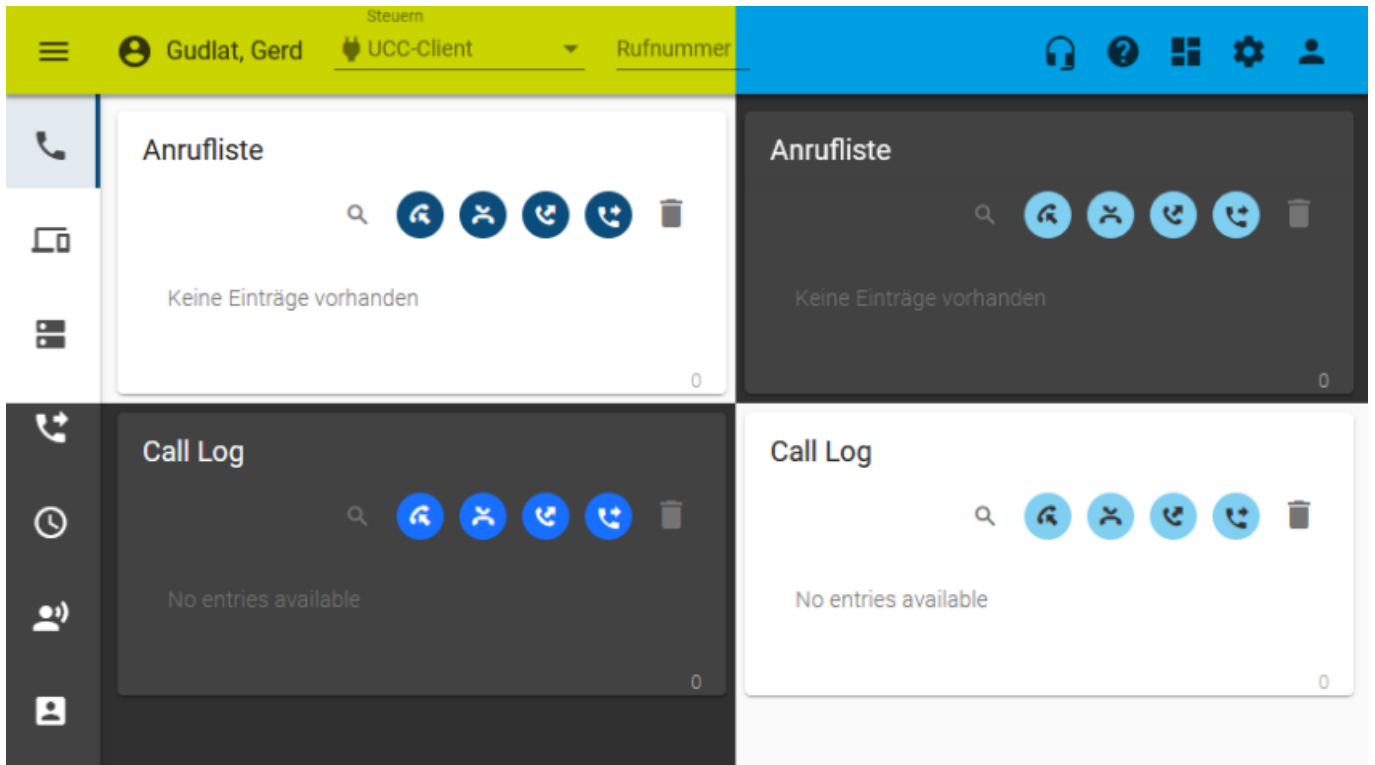 Steuern
Gudlat, Gerd UCC-Client Rufnummer
Anrufliste
Keine Einträge vorhanden
0
Anrufliste
Keine Einträge vorhanden
0
Call Log
No entries available
0
Call Log
No entries available
0